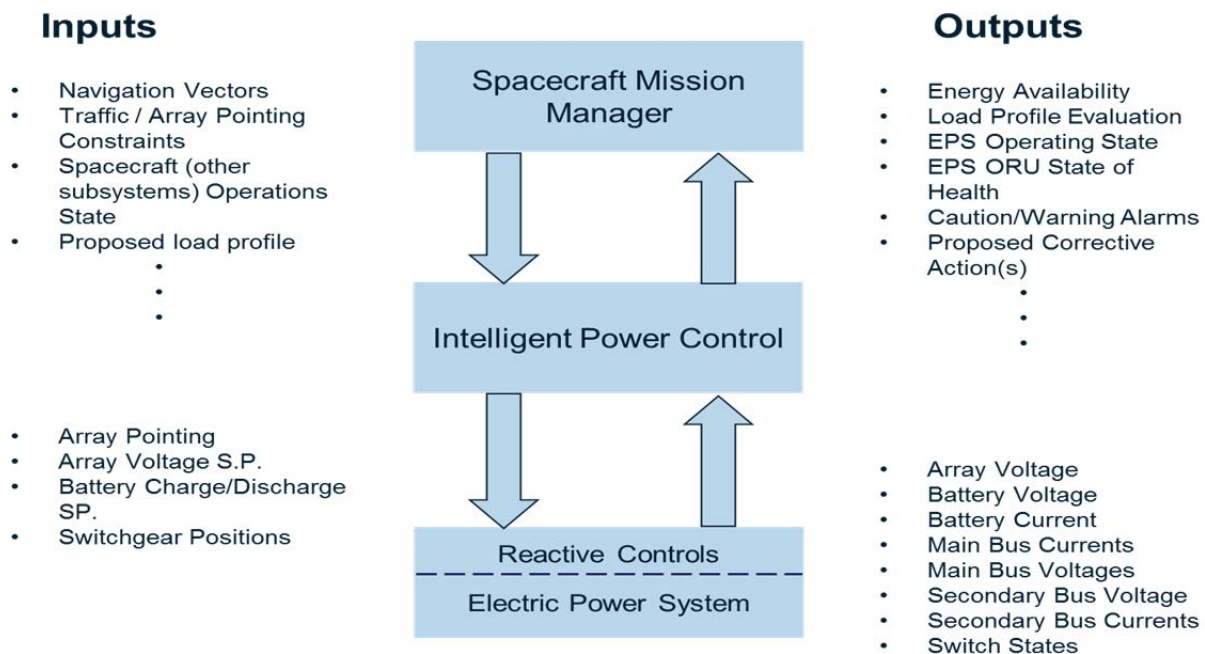 Inputs
• Navigation Vectors
• Traffic / Array Pointing
Constraints
• Spacecraft (other
subsystems) Operations
State
• Proposed load profile
•
•
•
• Array Pointing
• Array Voltage S.P.
• Battery Charge/Discharge
SP.
• Switchgear Positions
Spacecraft Mission
Manager
Intelligent Power Control
Reactive Controls
Electric Power System
Outputs
• Energy Availability
• Load Profile Evaluation
• EPS Operating State
• EPS ORU State of
Health
• Caution/Warning Alarms
• Proposed Corrective
Action(s)
•
•
•
• Array Voltage
• Battery Voltage
• Battery Current
• Main Bus Currents
• Main Bus Voltages
• Secondary Bus Voltage
• Secondary Bus Currents
• Switch States